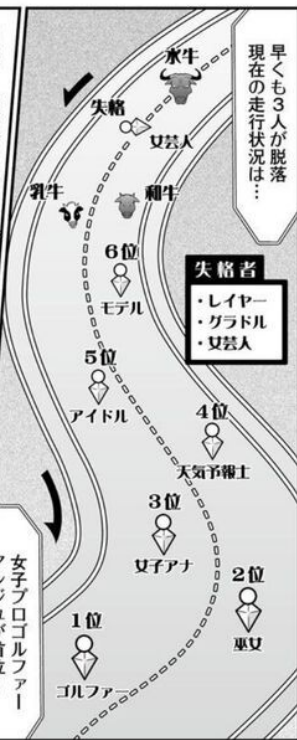 早くも3人が脱落
現在の走行状況は…
水牛
失格
女芸人
乳牛
和牛
6位
モデル
失格者
・レイヤー
・グラドル
・女芸人
5位
アイドル
4位
天気予報士
3位
女子アナ
2位
巫女
1位
ゴルファー
女子プロゴルファー